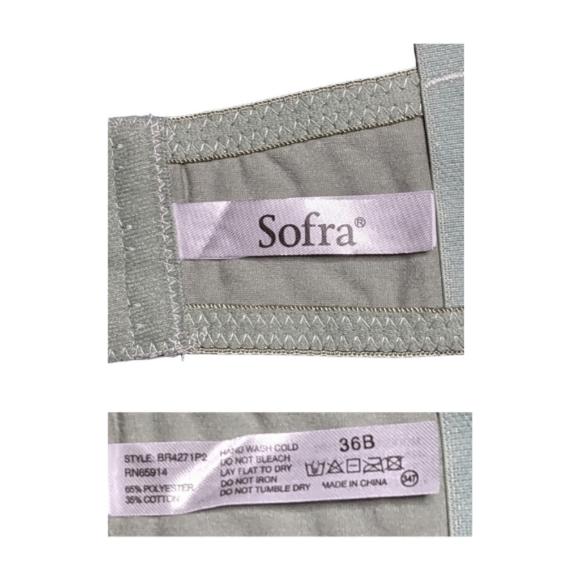 Sofra®
STYLE: BR4271P2
RN65914
65% POLYESTER
35% COTTON
HAND WASH COLD
DO NOT BLEACH
LAY FLAT TO DRY
DO NOT IRON
DO NOT TUMBLE DRY
36B
MADE IN CHINA
347